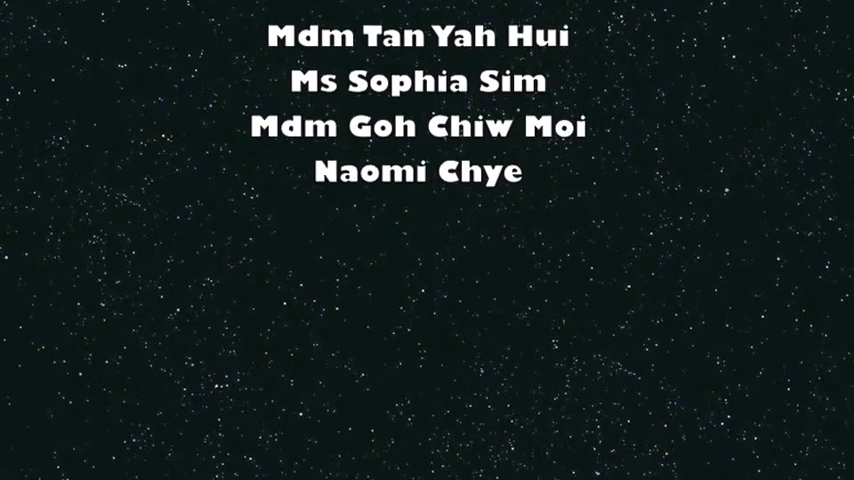 Mdm Tan Yah Hui
Ms Sophia Sim
Mdm Goh Chiw Moi
Naomi Chye